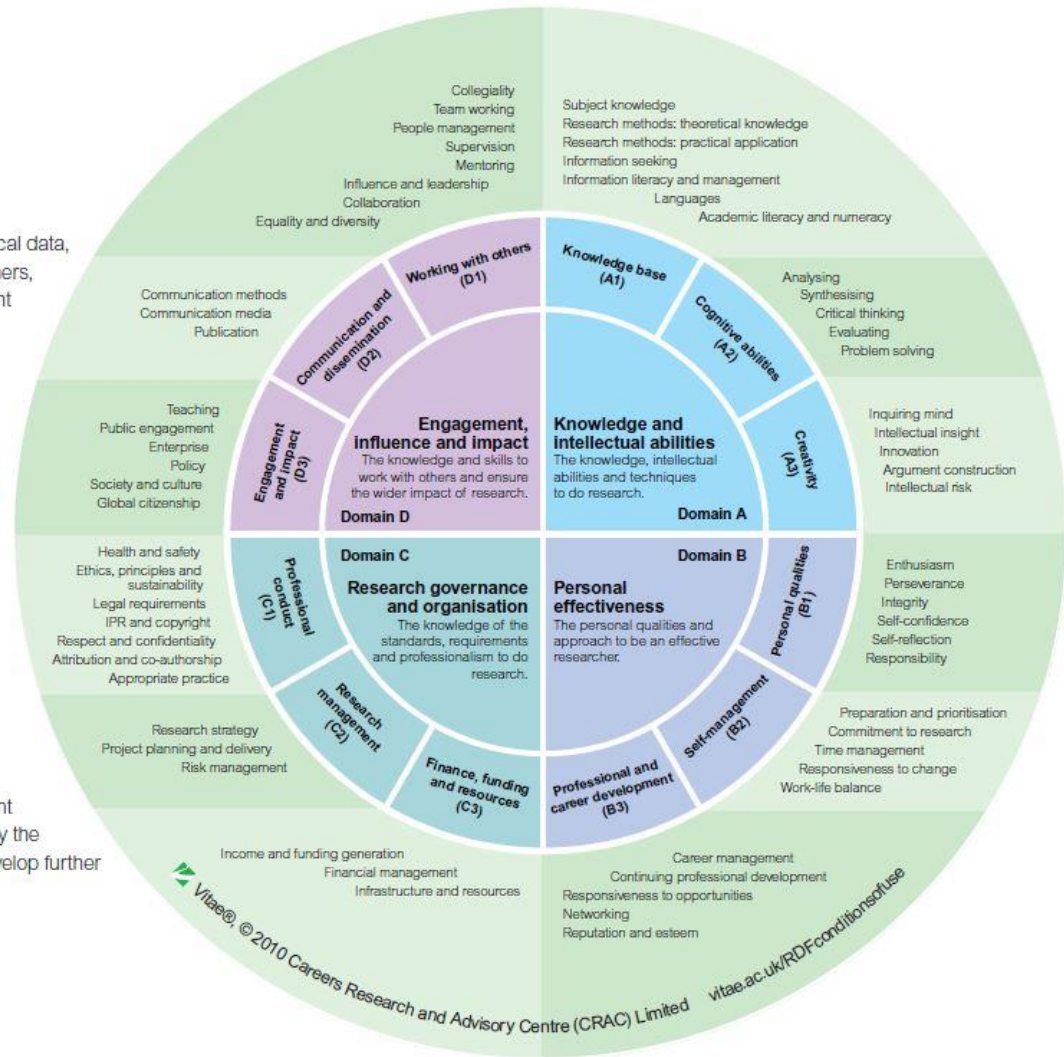 cal data,
ners,
nt
nt
y the
velop further
Collegiality
Team working
People management
Supervision
Mentoring
Influence and leadership
Collaboration
Equality and diversity
Subject knowledge
Research methods: theoretical knowledge
Research methods: practical application
Information seeking
Information literacy and management
Languages
Academic literacy and numeracy
Communication methods
Communication media
Publication
Analysing
Synthesising
Critical thinking
Evaluating
Problem solving
Teaching
Public engagement
Enterprise
Policy
Society and culture
Global citizenship
Inquiring mind
Intellectual insight
Innovation
Argument construction
Intellectual risk
Health and safety
Ethics, principles and
sustainability
Legal requirements
IPR and copyright
Respect and confidentiality
Attribution and co-authorship
Appropriate practice
Enthusiasm
Perseverance
Integrity
Self-confidence
Self-reflection
Responsibility
Research strategy
Project planning and delivery
Risk management
Preparation and prioritisation
Commitment to research
Time management
Responsiveness to change
Work-life balance
Income and funding generation
Financial management
Infrastructure and resources
Career management
Continuing professional development
Responsiveness to opportunities
Networking
Reputation and esteem
Working with others
(D1)
Knowledge base
(A1)
Communication and
dissemination
(D2)
Cognitive abilities
(A2)
Engagement
and impact
(D3)
Creativity
(A3)
Professional
conduct
(C1)
Personal qualities
(B1)
Research
management
(C2)
Self-management
(B2)
Finance, funding
and resources
(C3)
Professional and
career development
(B3)
Engagement,
influence and impact
The knowledge and skills to
work with others and ensure
the wider impact of research.
Domain D
Knowledge and
intellectual abilities
The knowledge, intellectual
abilities and techniques
to do research.
Domain A
Domain C
Research governance
and organisation
The knowledge of the
standards, requirements
and professionalism to do
research.
Domain B
Personal
effectiveness
The personal qualities and
approach to be an effective
researcher.
Vitae®, © 2010 Careers Research and Advisory Centre (CRAC) Limited vitae.ac.uk/RDFconditionsofuse